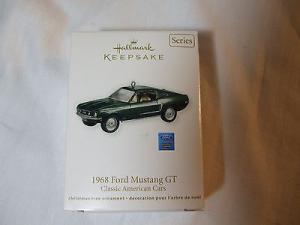 Hallmark
KEEPSAKE
Series
1968 Ford Mustang GT
Classic American Cars
christmas tree ornament - décoration pour l'arbre de noël